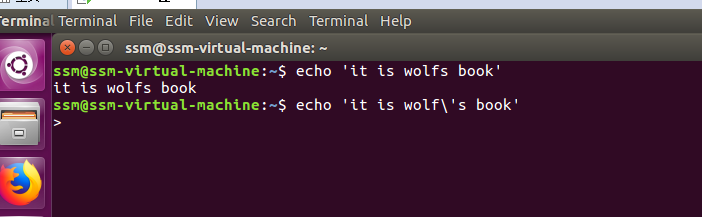 Terminal Terminal File Edit View Search Terminal Help
ssm@ssm-virtual-machine: ~
ssm@ssm-virtual-machine:~$ echo 'it is wolfs book'
it is wolfs book
ssm@ssm-virtual-machine:~$ echo 'it is wolf\'s book'
>